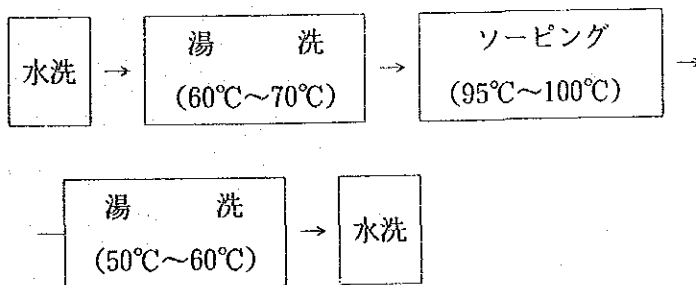 水洗 → 湯 洗 (60℃～70℃) → ソーピング (95℃～100℃) →
湯 洗 (50℃～60℃) → 水洗